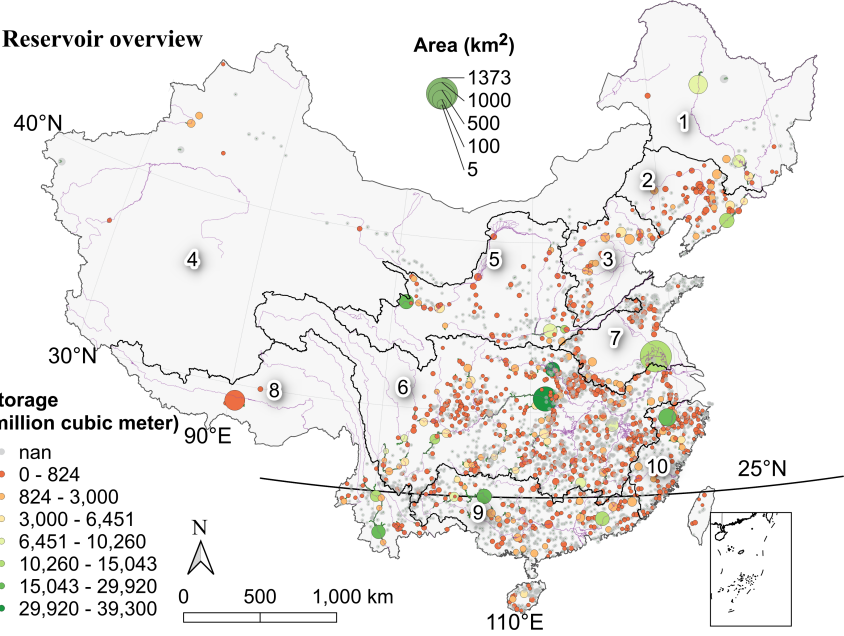 Reservoir overview
Area (km²)
1373
1000
500
100
5
40°N
30°N
90°E
25°N
110°E
1
2
3
4
5
6
7
8
9
10
torage
million cubic meter)
nan
0 - 824
824 - 3,000
3,000 - 6,451
6,451 - 10,260
10,260 - 15,043
15,043 - 29,920
29,920 - 39,300
N
0 500 1,000 km